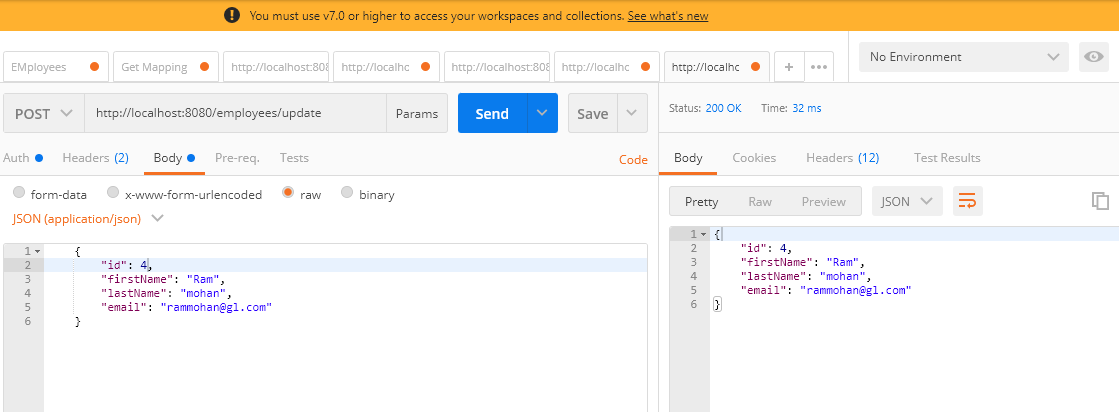 You must use v7.0 or higher to access your workspaces and collections. See what's new
EMployees
Get Mapping
http://localhost:808
http://localhc
http://localhost:808
http://localhc
http://localhc
+
•••
No Environment
POST
http://localhost:8080/employees/update
Params
Send
Save
Auth
Headers (2)
Body
Pre-req.
Tests
Code
form-data
x-www-form-urlencoded
raw
binary
JSON (application/json)
1 {
2 "id": 4,
3 "firstName": "Ram",
4 "lastName": "mohan",
5 "email": "rammohan@gl.com"
6 }
Status: 200 OK
Time: 32 ms
Body
Cookies
Headers (12)
Test Results
Pretty
Raw
Preview
JSON
1 {
2 "id": 4,
3 "firstName": "Ram",
4 "lastName": "mohan",
5 "email": "rammohan@gl.com"
6 }